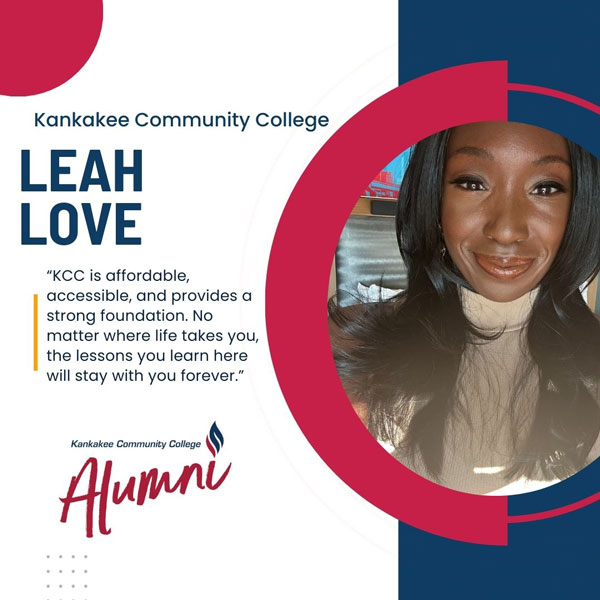 Kankakee Community College
LEAH
LOVE
“KCC is affordable,
accessible, and provides a
strong foundation. No
matter where life takes you,
the lessons you learn here
will stay with you forever.”
Kankakee Community College
Alumni